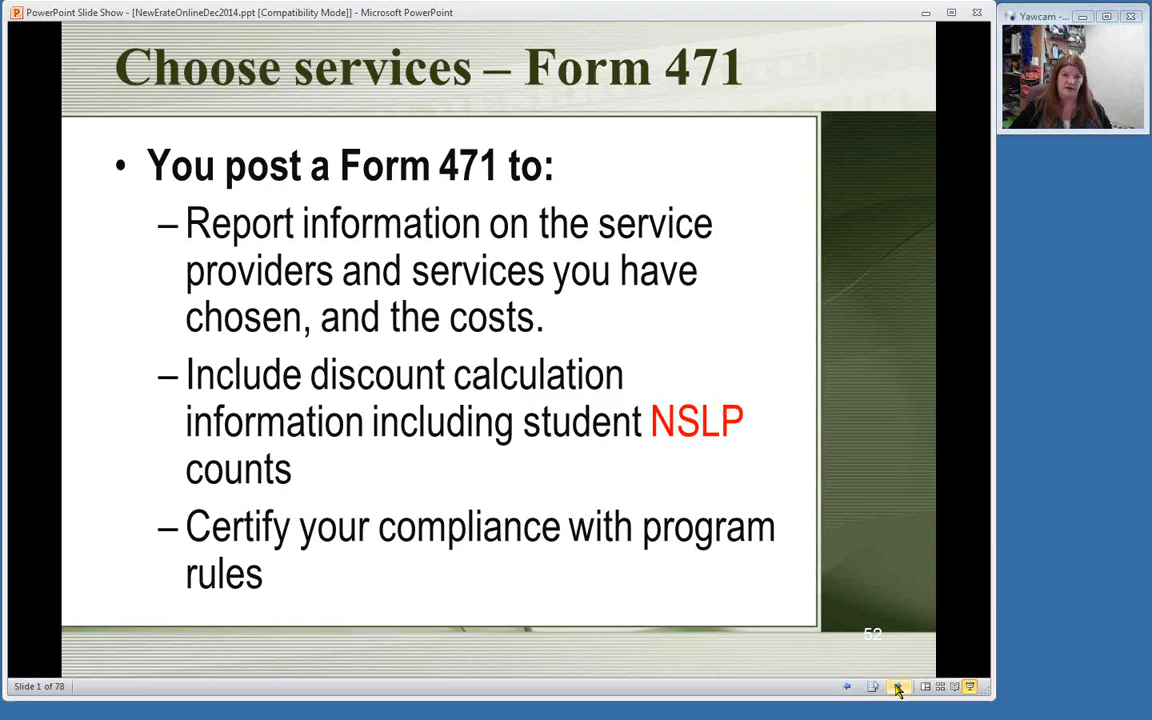 PowerPoint Slide Show - [NewErateOnlineDec2014.ppt [Compatibility Mode]] - Microsoft PowerPoint
Yawcam -...
Choose services – Form 471
• You post a Form 471 to:
– Report information on the service
providers and services you have
chosen, and the costs.
– Include discount calculation
information including student NSLP
counts
– Certify your compliance with program
rules
52
Slide 1 of 78